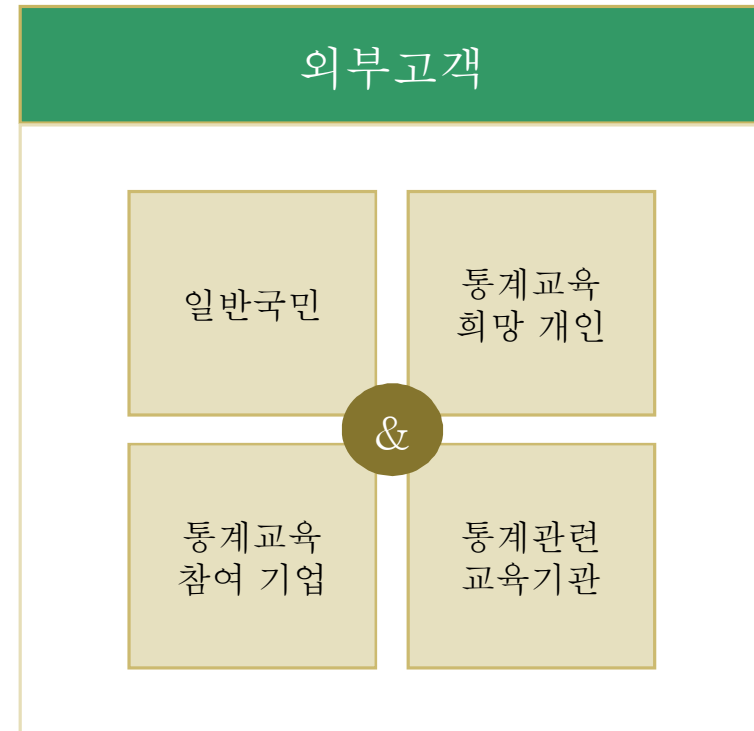 외부고객
일반국민
통계교육
희망 개인
&
통계교육
참여 기업
통계관련
교육기관